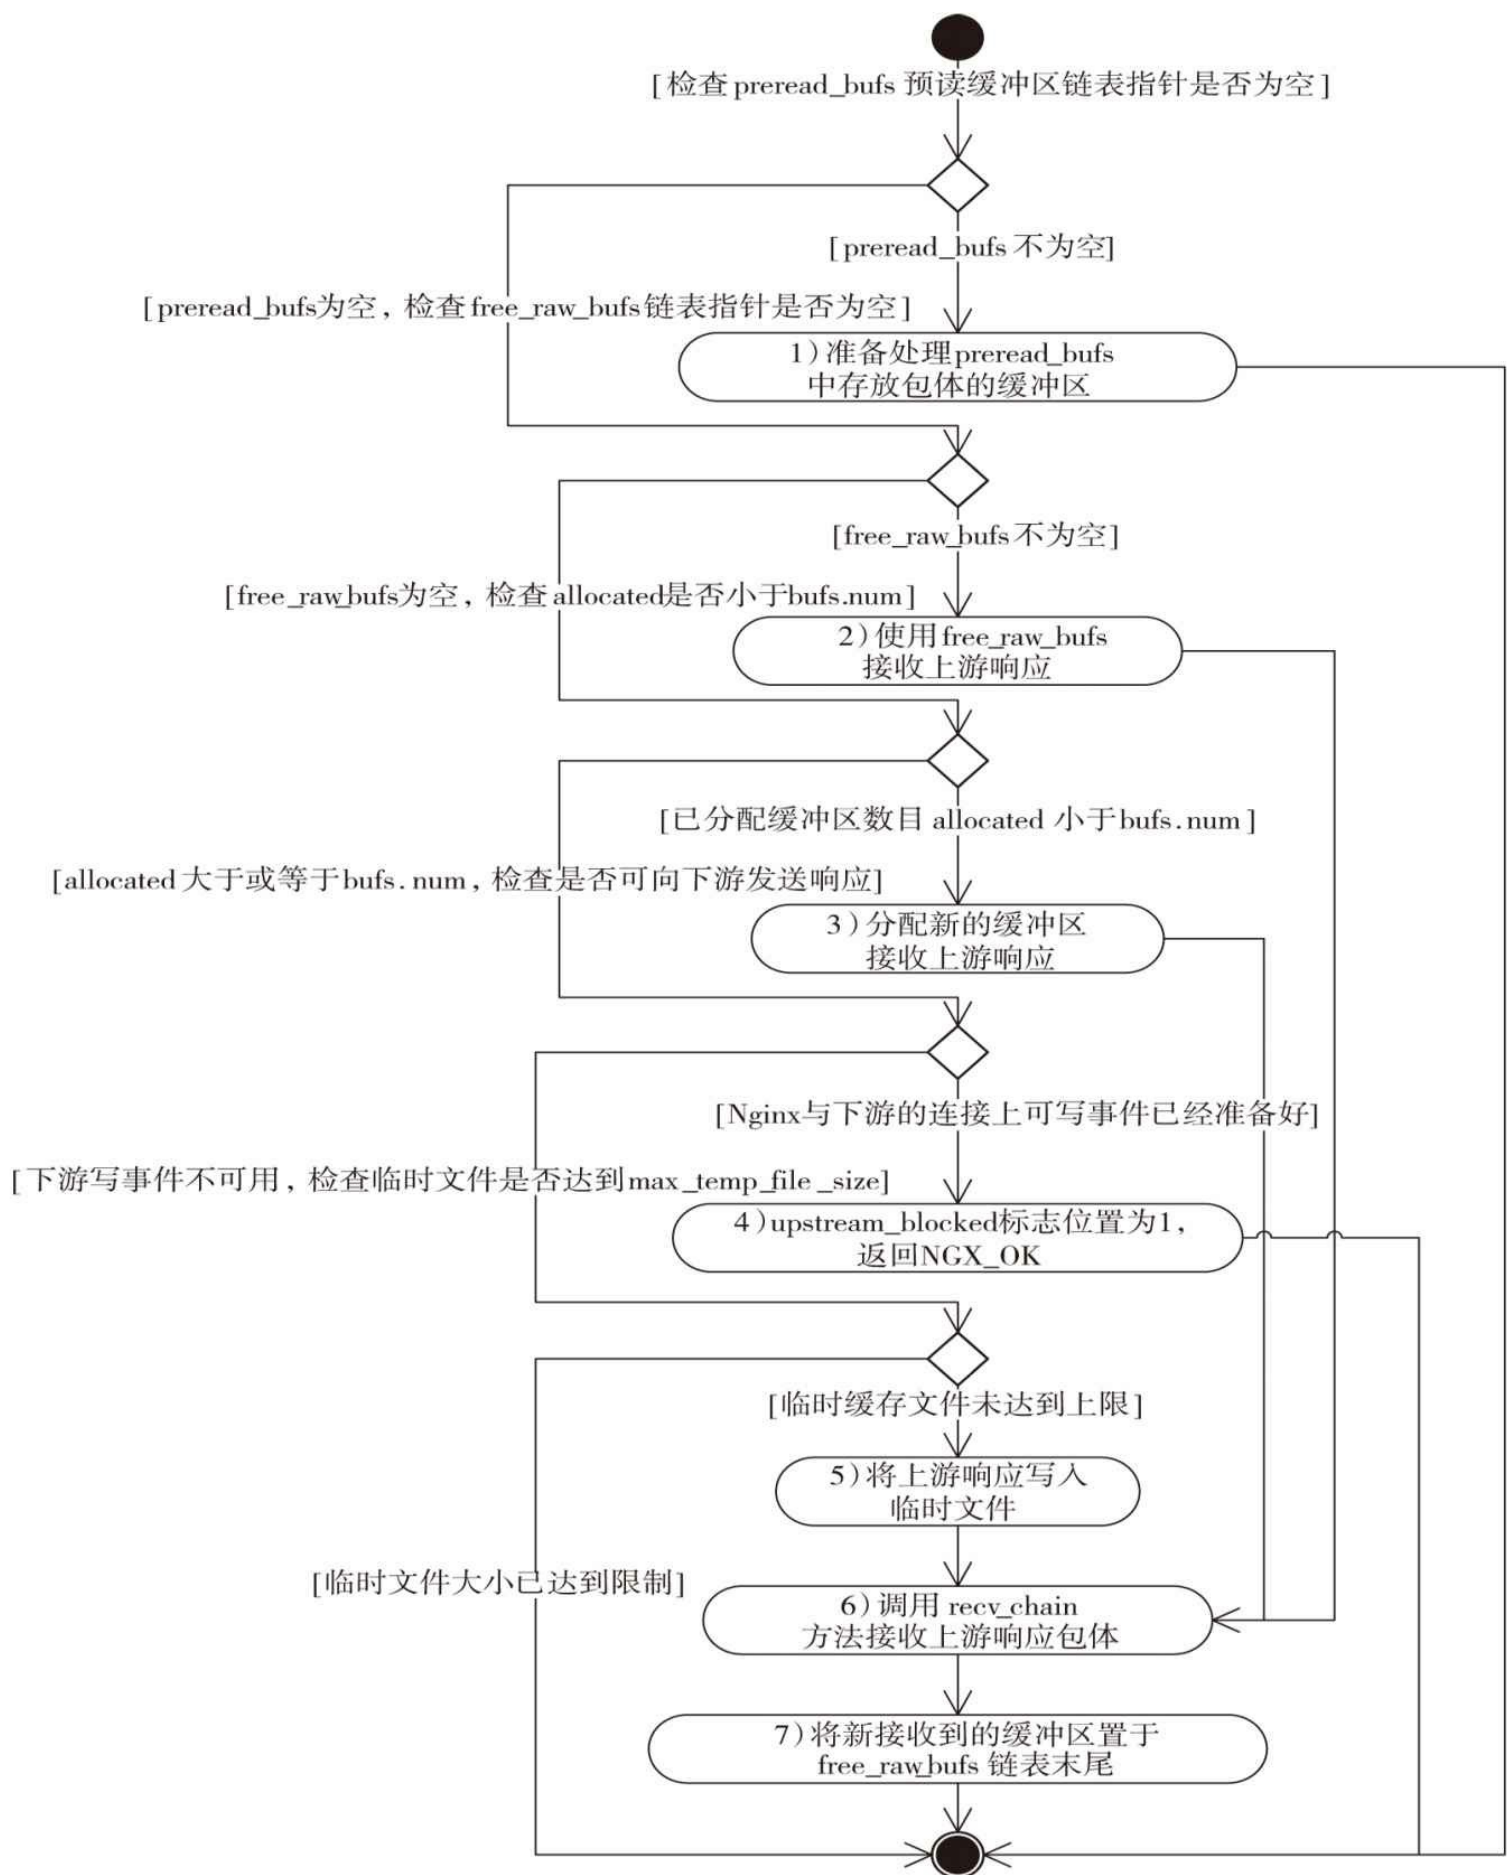 [检查preread_bufs 预读缓冲区链表指针是否为空]
[preread_bufs 不为空]
[preread_bufs为空, 检查free_raw_bufs链表指针是否为空]
1)准备处理preread_bufs
中存放包体的缓冲区
[free_raw_bufs 不为空]
[free_raw_bufs为空, 检查allocated是否小于bufs.num]
2)使用free_raw_bufs
接收上游响应
[已分配缓冲区数目 allocated 小于bufs.num]
[allocated大于或等于bufs.num, 检查是否可向下游发送响应]
3)分配新的缓冲区
接收上游响应
[Nginx与下游的连接上可写事件已经准备好]
[下游写事件不可用, 检查临时文件是否达到max_temp_file_size]
4)upstream_blocked标志位置为1,
返回NGX_OK
[临时缓存文件未达到上限]
5)将上游响应写入
临时文件
[临时文件大小已达到限制]
6)调用 recv_chain
方法接收上游响应包体
7)将新接收到的缓冲区置于
free_raw_bufs 链表末尾